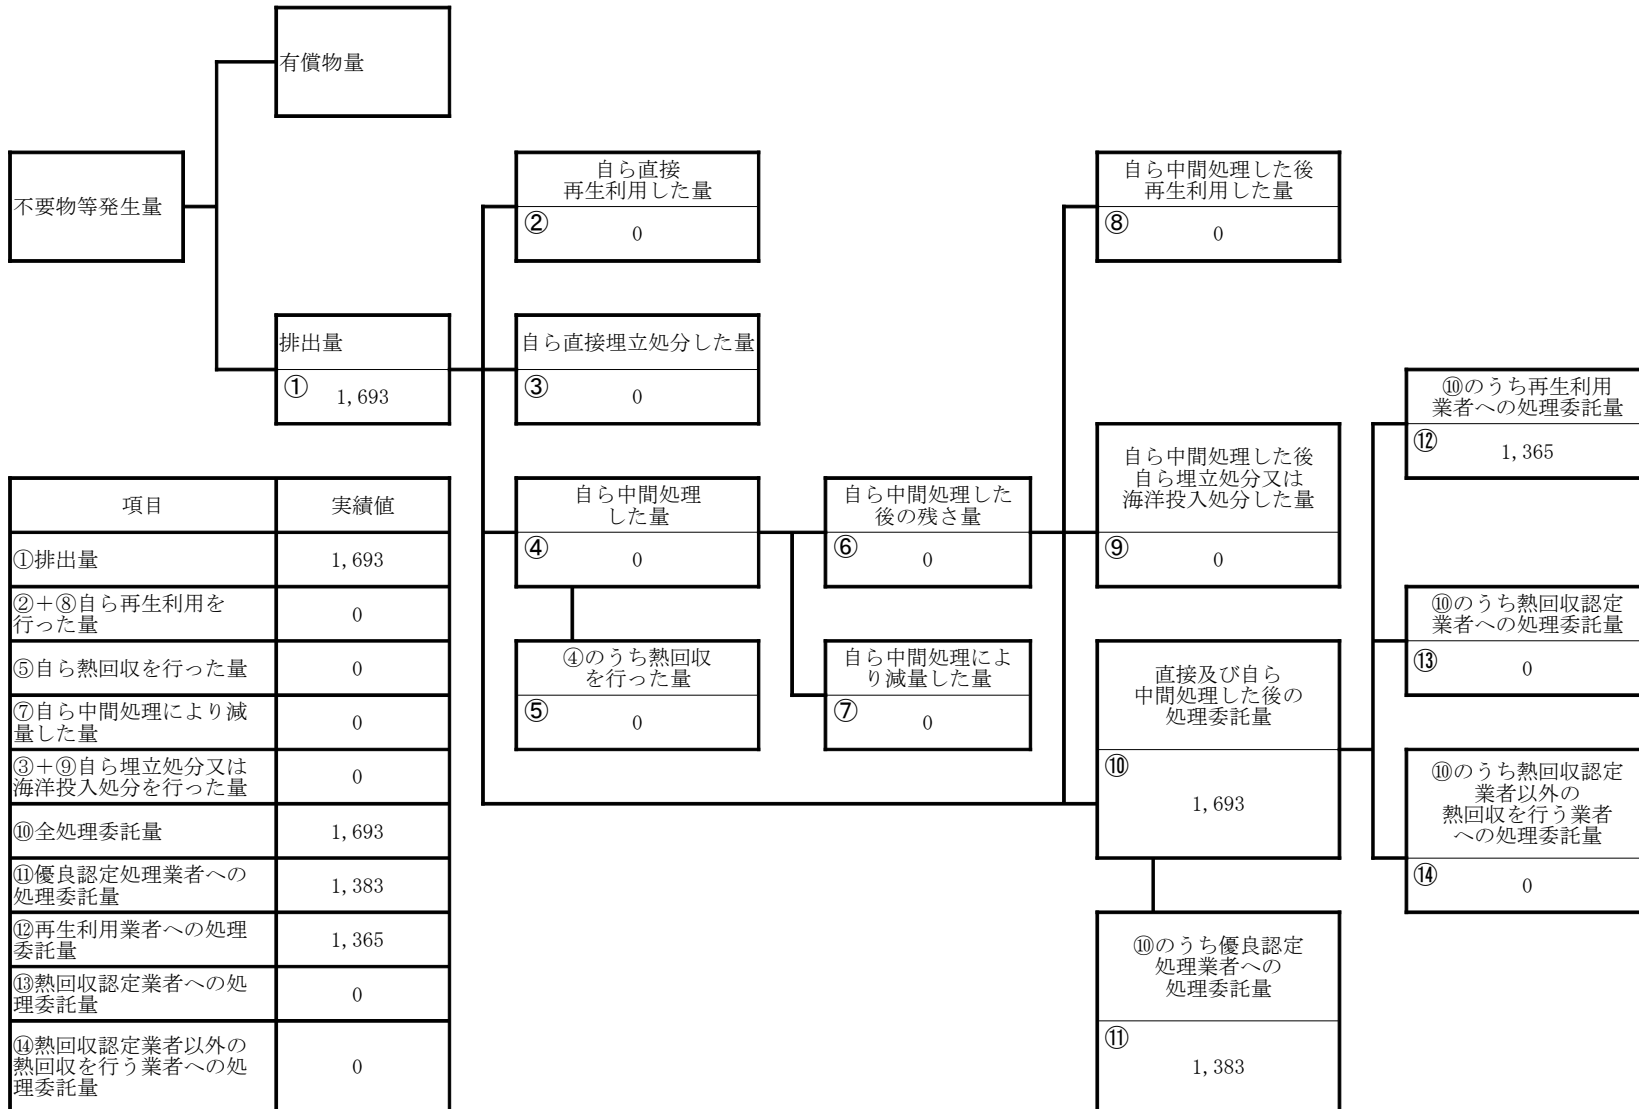 有償物量
不要物等発生量
自ら直接
再生利用した量
②
0
自ら中間処理した後
再生利用した量
⑧
0
排出量
①
1,693
自ら直接埋立処分した量
③
0
⑩のうち再生利用
業者への処理委託量
⑫
1,365
自ら中間処理した後
自ら埋立処分又は
海洋投入処分した量
⑨
0
自ら中間処理
した量
④
0
自ら中間処理した
後の残さ量
⑥
0
⑩のうち熱回収認定
業者への処理委託量
⑬
0
④のうち熱回収
を行った量
⑤
0
自ら中間処理によ
り減量した量
⑦
0
直接及び自ら
中間処理した後の
処理委託量
⑩
1,693
⑩のうち熱回収認定
業者以外の
熱回収を行う業者
への処理委託量
⑭
0
⑩のうち優良認定
処理業者への
処理委託量
⑪
1,383
項目 実績値
①排出量 1,693
②+⑧自ら再生利用を
行った量 0
⑤自ら熱回収を行った量 0
⑦自ら中間処理により減
量した量 0
③+⑨自ら埋立処分又は
海洋投入処分を行った量 0
⑩全処理委託量 1,693
⑪優良認定処理業者への
処理委託量 1,383
⑫再生利用業者への処理
委託量 1,365
⑬熱回収認定業者への処
理委託量 0
⑭熱回収認定業者以外の
熱回収を行う業者への処
理委託量 0